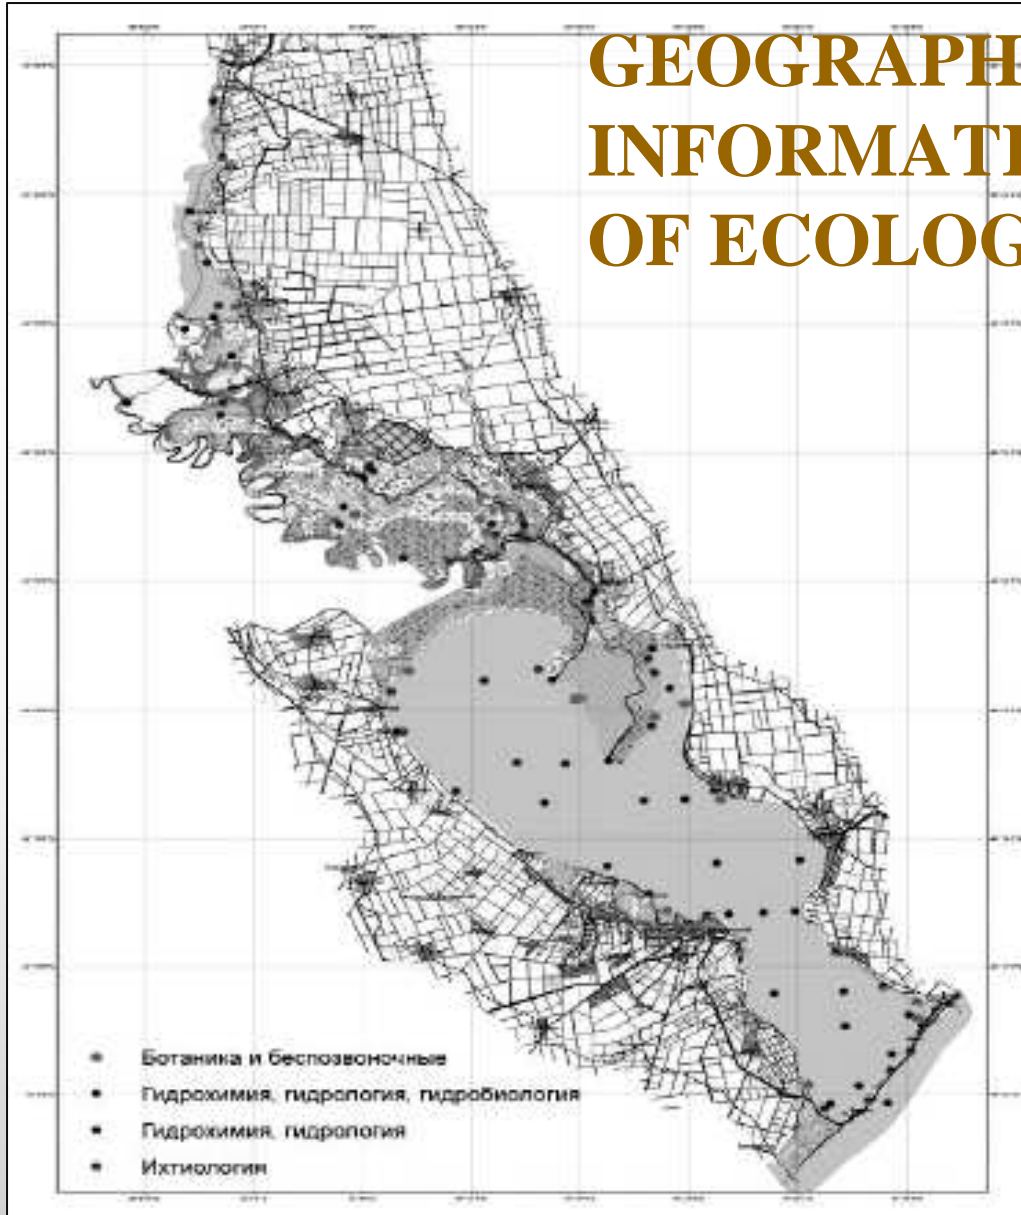 GEOGRAPH
INFORMATI
OF ECOLOG
Ботаника и беспозвоночные
Гидрохимия, гидрология, гидробиология
Гидрохимия, гидрология
Ихтиология